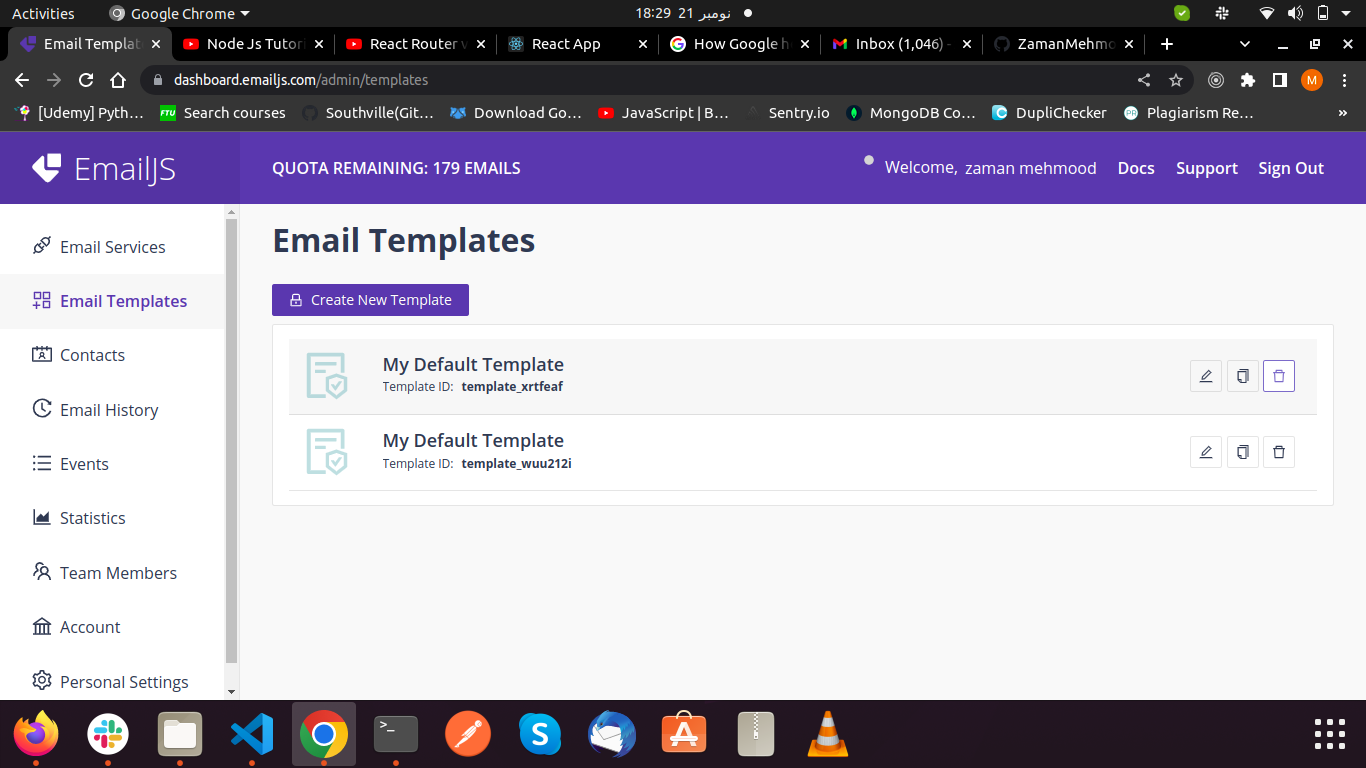 Activities
Google Chrome
18:29 21 نومبر
Email Templat
Node Js Tutori
React Router v
React App
How Google h
Inbox (1,046) -
ZamanMehmo
dashboard.emailjs.com/admin/templates
M
[Udemy] Pyth…
FTU
Search courses
Southville(Git…
Download Go…
JavaScript | B…
Sentry.io
MongoDB Co…
DupliChecker
PR
Plagiarism Re…
»
EmailJS
QUOTA REMAINING: 179 EMAILS
Welcome, zaman mehmood
Docs
Support
Sign Out
Email Services
Email Templates
Contacts
Email History
Events
Statistics
Team Members
Account
Personal Settings
Email Templates
Create New Template
My Default Template
Template ID: template_xrtfeaf
My Default Template
Template ID: template_wuu212i
>_
S
A